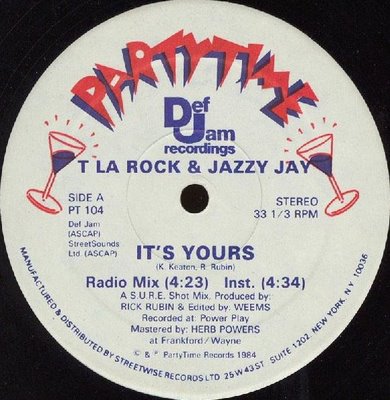 PARTYTIME
Def
Jam
recordings
T LA ROCK & JAZZY JAY
SIDE A
PT 104
STEREO
33 1/3 RPM
Def Jam
(ASCAP)
StreetSounds
Ltd. (ASCAP)
IT'S YOURS
(K. Keaton, R. Rubin)
Radio Mix (4:23) Inst. (4:34)
A S.U.R.E. Shot Mix. Produced by:
RICK RUBIN & Edited by: WEEMS
Recorded at: Power Play
Mastered by: HERB POWERS
at Frankford/Wayne
© & ℗ PartyTime Records 1984
MANUFACTURED & DISTRIBUTED BY STREETWISE RECORDS LTD 25 W 43 ST. SUITE 1202 NEW YORK, N.Y. 10036